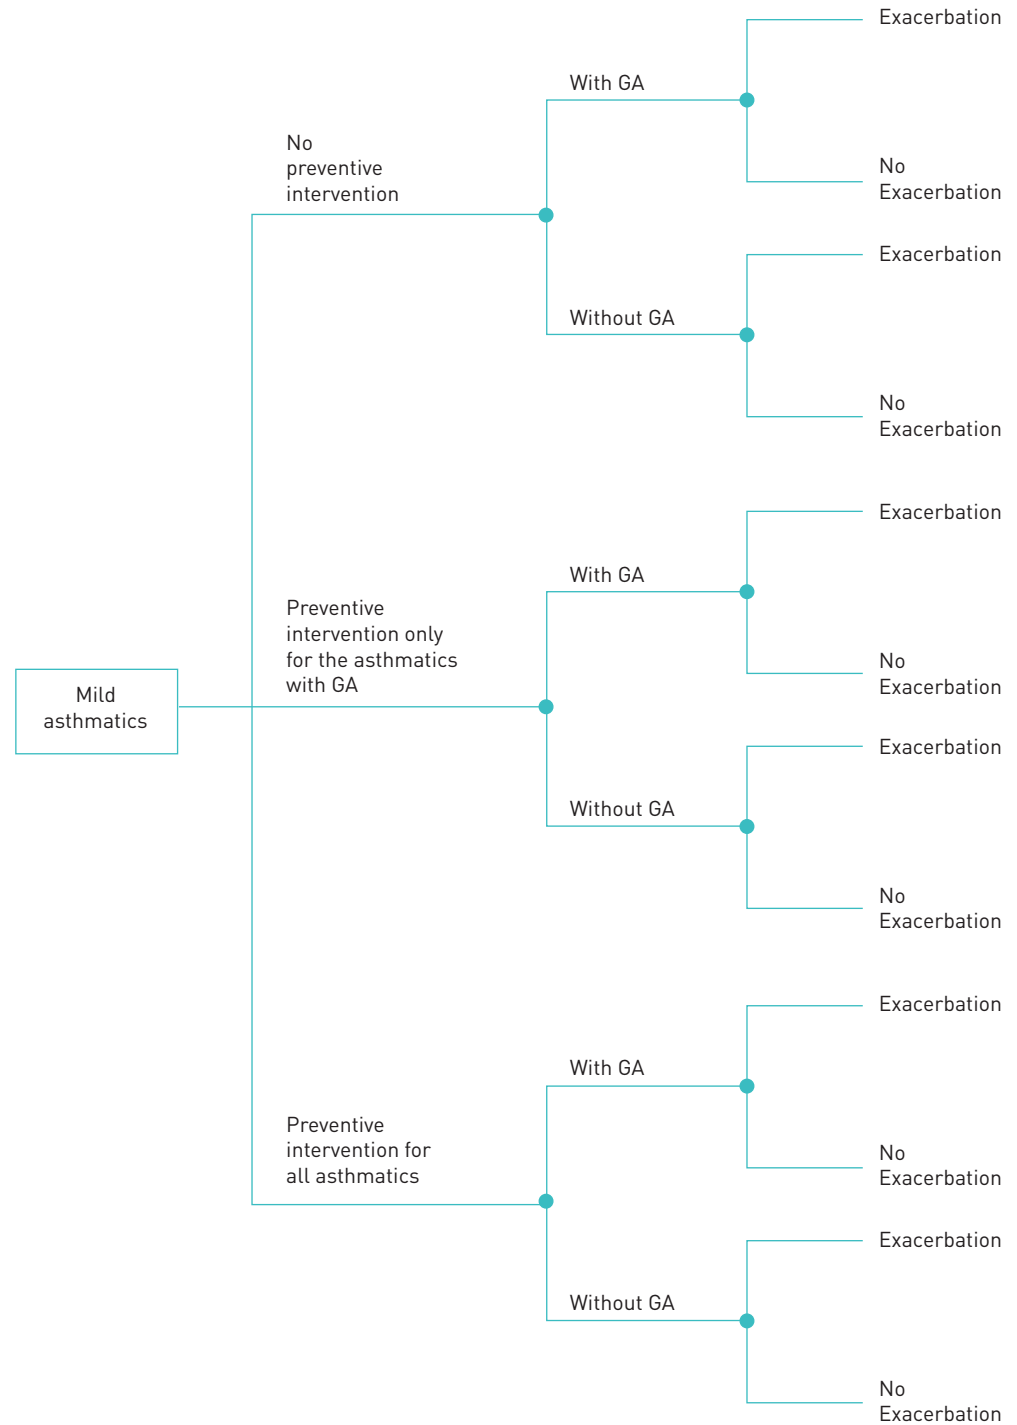 Exacerbation
With GA
No
preventive
intervention
No
Exacerbation
Exacerbation
Without GA
No
Exacerbation
Exacerbation
With GA
Preventive
intervention only
for the asthmatics
with GA
No
Exacerbation
Mild
asthmatics
Exacerbation
Without GA
No
Exacerbation
Exacerbation
With GA
Preventive
intervention for
all asthmatics
No
Exacerbation
Exacerbation
Without GA
No
Exacerbation